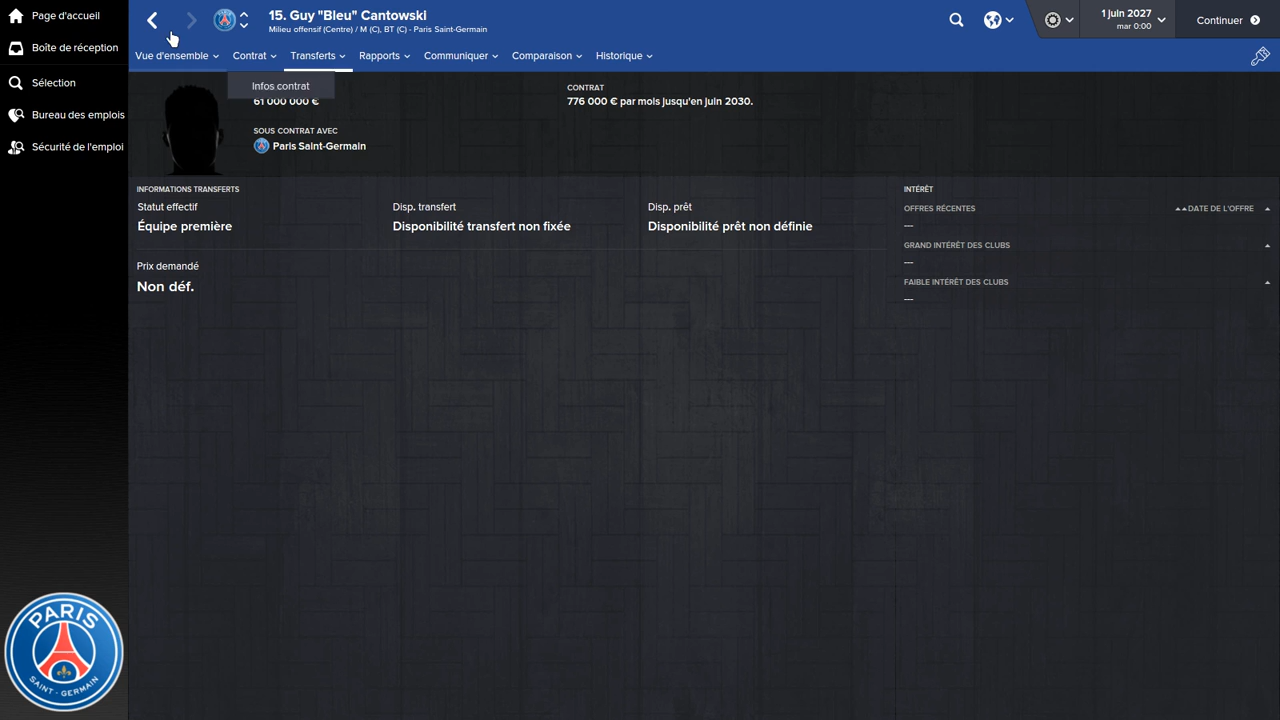 Page d'accueil
Boîte de réception
Sélection
Bureau des emplois
Sécurité de l'emploi
15. Guy "Bleu" Cantowski
Milieu offensif (Centre) / M (C), BT (C) - Paris Saint-Germain
1 juin 2027
mar 0:00
Continuer
Vue d'ensemble
Contrat
Transferts
Rapports
Communiquer
Comparaison
Historique
Infos contrat
61 000 000 €
CONTRAT
776 000 € par mois jusqu'en juin 2030.
SOUS CONTRAT AVEC
Paris Saint-Germain
INFORMATIONS TRANSFERTS
Statut effectif
Équipe première
Disp. transfert
Disponibilité transfert non fixée
Disp. prêt
Disponibilité prêt non définie
Prix demandé
Non déf.
INTÉRÊT
OFFRES RÉCENTES DATE DE L'OFFRE
---
GRAND INTÉRÊT DES CLUBS
---
FAIBLE INTÉRÊT DES CLUBS
---
PARIS
SAINT-GERMAIN